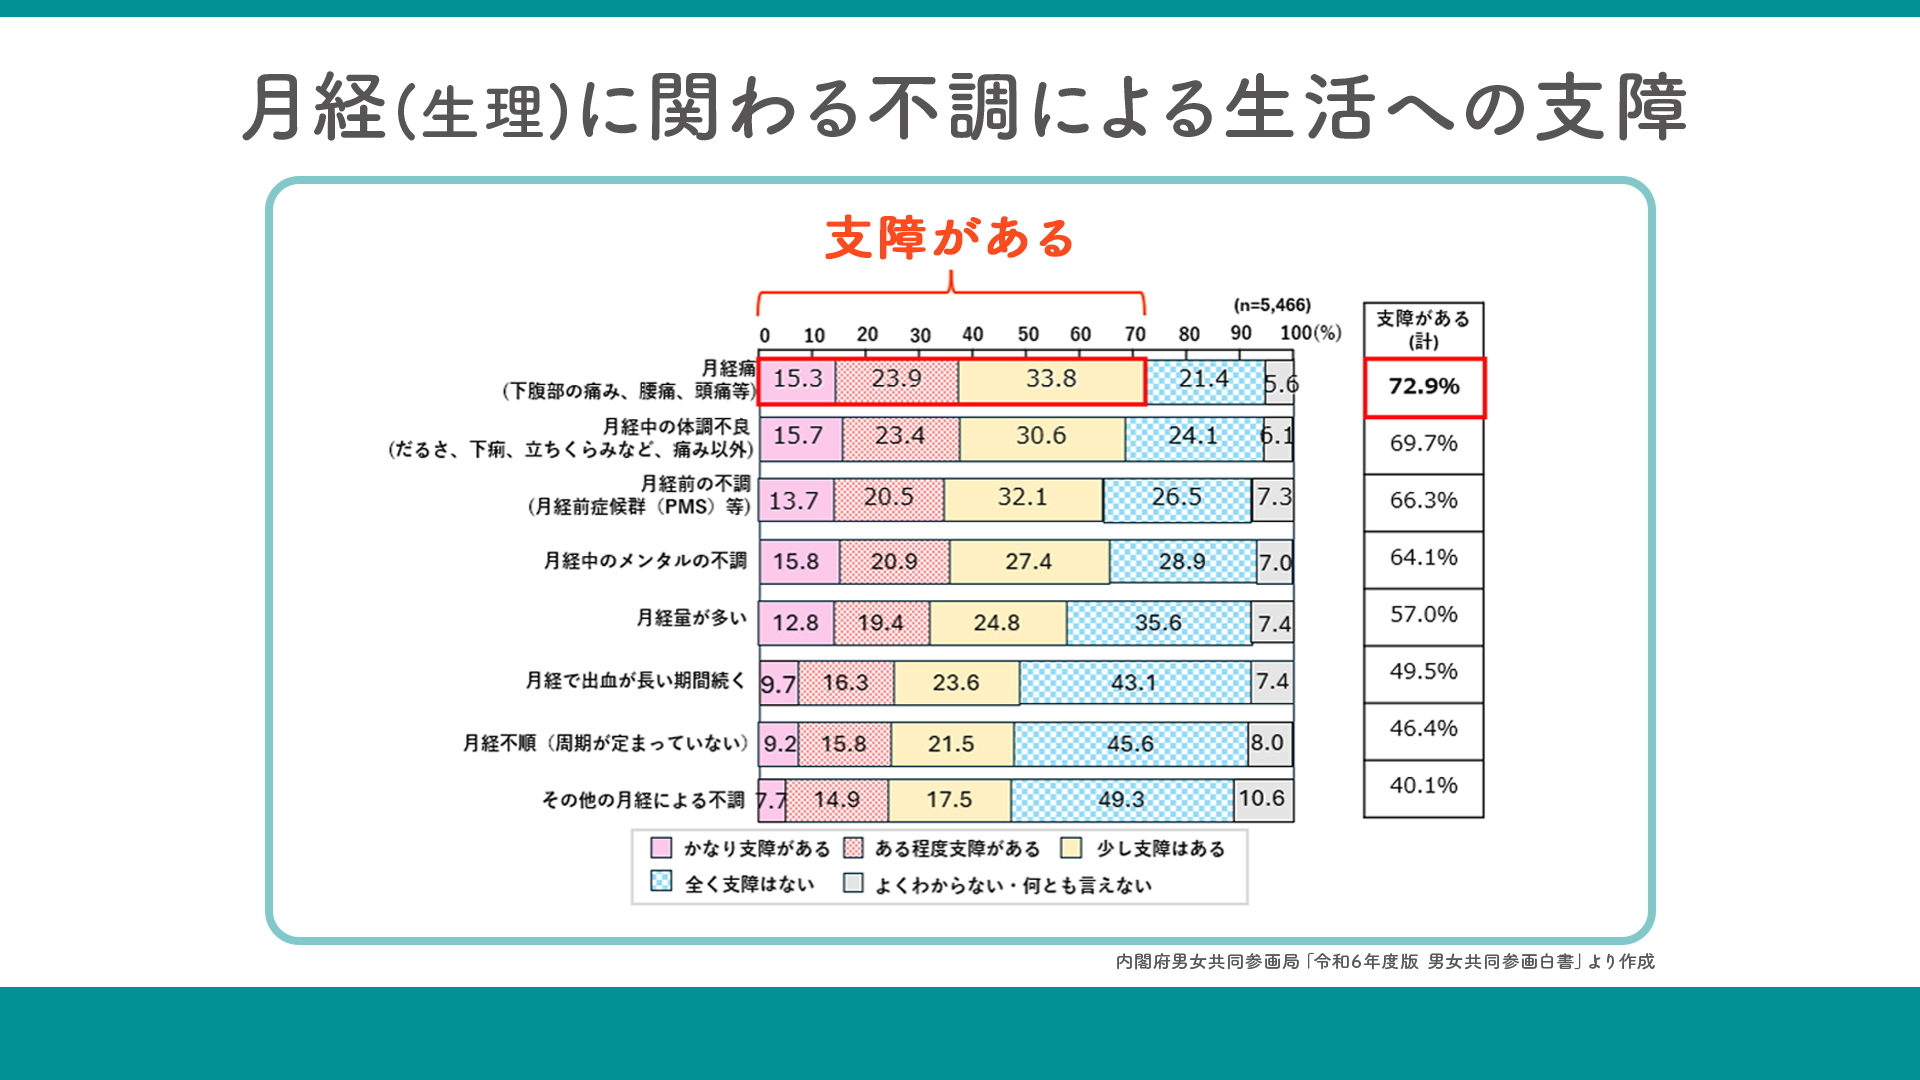 月経(生理)に関わる不調による生活への支障
支障がある
(n=5,466)
0 10 20 30 40 50 60 70 80 90 100(%)
支障がある
(計)
月経痛
(下腹部の痛み、腰痛、頭痛等)
15.3 23.9 33.8 21.4 5.6
72.9%
月経中の体調不良
(だるさ、下痢、立ちくらみなど、痛み以外)
15.7 23.4 30.6 24.1 6.1
69.7%
月経前の不調
(月経前症候群（PMS）等)
13.7 20.5 32.1 26.5 7.3
66.3%
月経中のメンタルの不調
15.8 20.9 27.4 28.9 7.0
64.1%
月経量が多い
12.8 19.4 24.8 35.6 7.4
57.0%
月経で出血が長い期間続く
9.7 16.3 23.6 43.1 7.4
49.5%
月経不順（周期が定まっていない）
9.2 15.8 21.5 45.6 8.0
46.4%
その他の月経による不調
7.7 14.9 17.5 49.3 10.6
40.1%
かなり支障がある ある程度支障がある 少し支障はある
全く支障はない よくわからない・何とも言えない
内閣府男女共同参画局「令和6年度版 男女共同参画白書」より作成